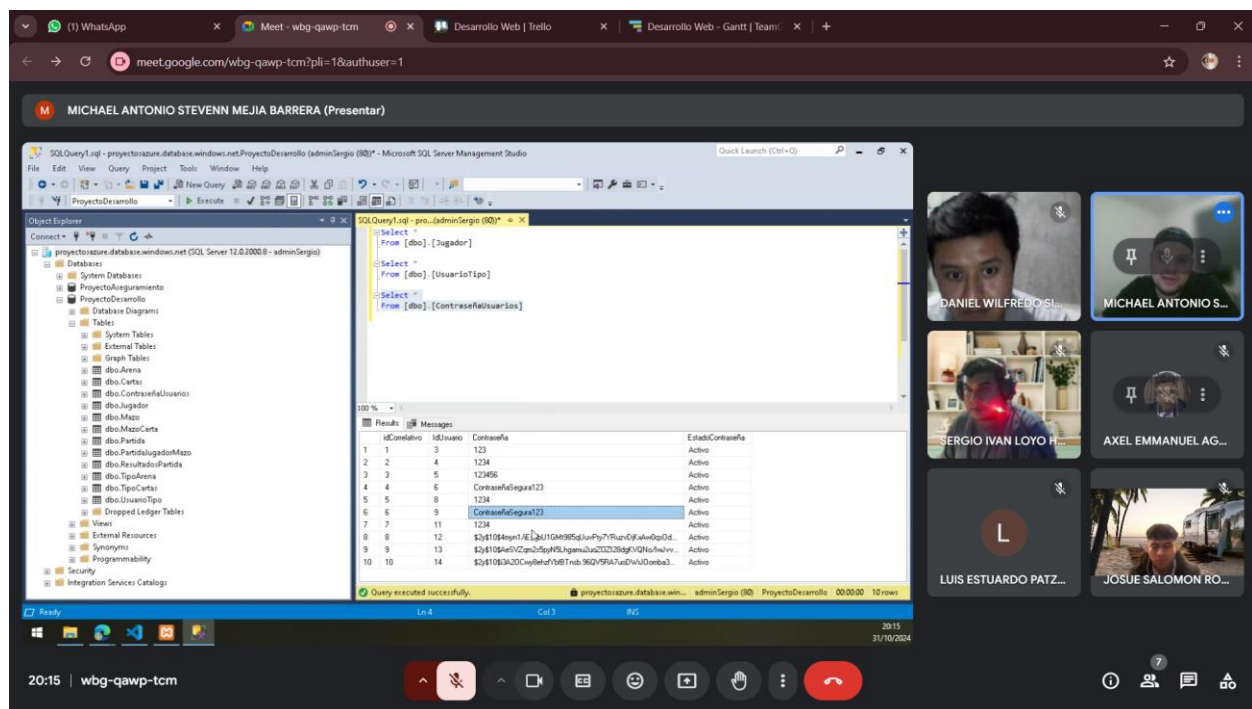 (1) WhatsApp
Meet - wbg-qawp-tcm
Desarrollo Web | Trello
Desarrollo Web - Gantt | TeamG
meet.google.com/wbg-qawp-tcm?pli=1&authuser=1
M
MICHAEL ANTONIO STEVENN MEJIA BARRERA (Presentar)
SQLQuery1.sql - proyectosazure.database.windows.net.ProyectoDesarrollo (adminSergio (80))* - Microsoft SQL Server Management Studio
Quick Launch (Ctrl+Q)
File Edit View Query Project Tools Window Help
New Query
ProyectoDesarrollo
Execute
Object Explorer
Connect
proyectosazure.database.windows.net (SQL Server 12.0.2000.8 - adminSergio)
Databases
System Databases
ProyectoAseguramiento
ProyectoDesarrollo
Database Diagrams
Tables
System Tables
External Tables
Graph Tables
dbo.Arena
dbo.Cartas
dbo.ContraseñaUsuarios
dbo.Jugador
dbo.Mazo
dbo.MazoCarta
dbo.Partida
dbo.PartidaJugadorMazo
dbo.ResultadosPartida
dbo.TipoArena
dbo.TipoCartas
dbo.UsuarioTipo
Dropped Ledger Tables
Views
External Resources
Synonyms
Programmability
Security
Integration Services Catalogs
SQLQuery1.sql - pro...(adminSergio (80))*
Select *
From [dbo].[Jugador]
Select *
From [dbo].[UsuarioTipo]
Select *
From [dbo].[ContraseñaUsuarios]
100 %
Results Messages
idCorrelativo IdUsuario Contraseña EstadoContraseña
1 1 3 123 Activo
2 2 4 1234 Activo
3 3 5 123456 Activo
4 4 6 ContraseñaSegura123 Activo
5 5 8 1234 Activo
6 6 9 ContraseñaSegura123 Activo
7 7 11 1234 Activo
8 8 12 Activo
9 9 13 Activo
10 10 14 Activo
Query executed successfully.
proyectosazure.database.win... adminSergio (80) ProyectoDesarrollo 00:00:00 10 rows
Ready
Ln 4
Col 3
INS
20:15
31/10/2024
DANIEL WILFREDO SI...
MICHAEL ANTONIO S...
SERGIO IVAN LOYO H...
AXEL EMMANUEL AG...
L
LUIS ESTUARDO PATZ...
JOSUE SALOMON RO...
20:15 | wbg-qawp-tcm
7